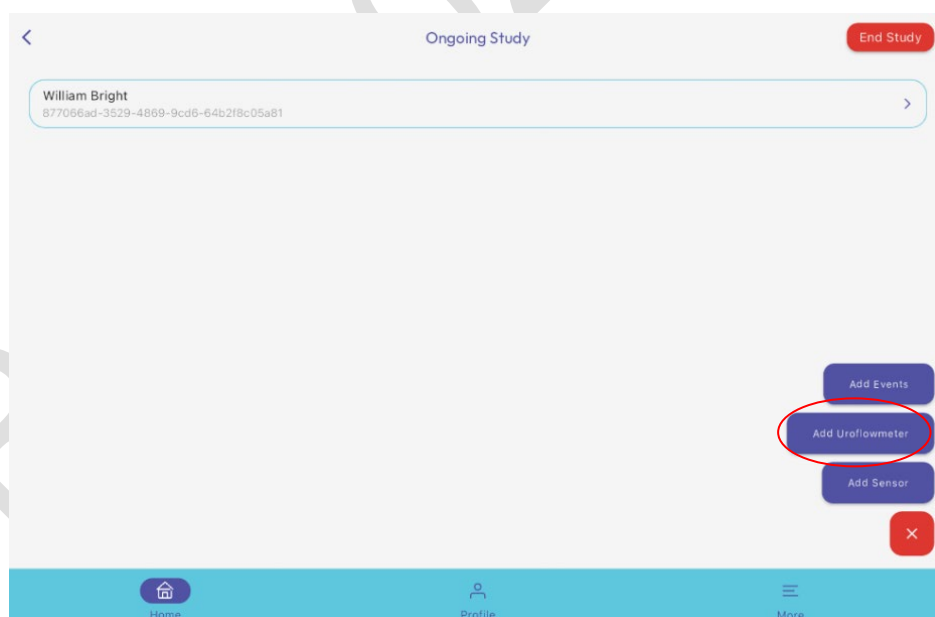 Ongoing Study
End Study
William Bright
877066ad-3529-4869-9cd6-64b2f8c05a81
Add Events
Add Uroflowmeter
Add Sensor
Home
Profile
More